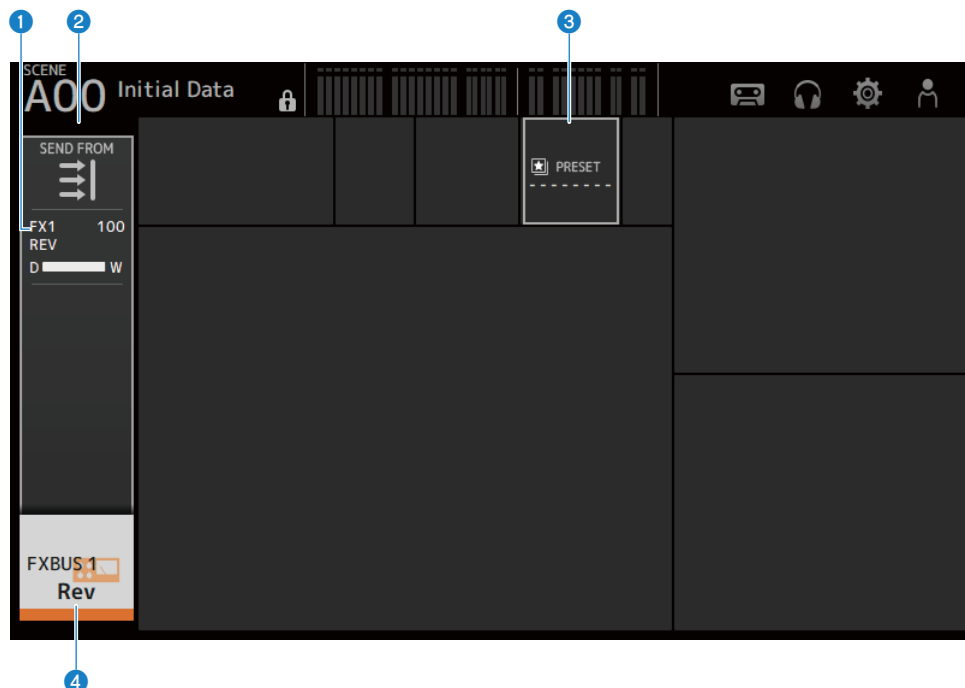 1 2 3
SCENE
A00 Initial Data
SEND FROM
PRESET
--------
FX1 100
REV
D W
FXBUS 1
Rev
4